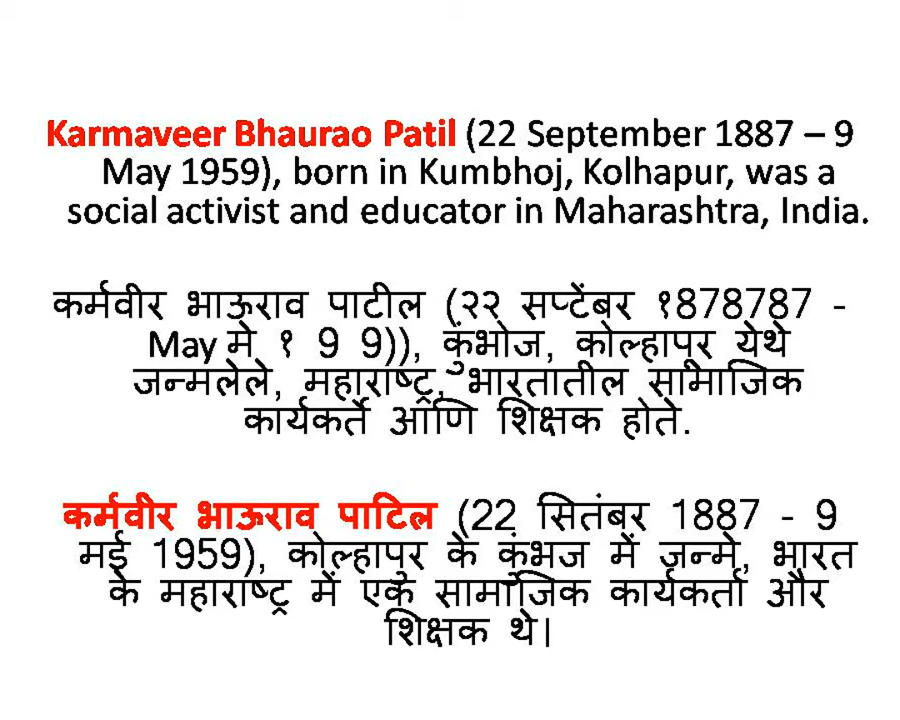 Karmaveer Bhaurao Patil (22 September 1887 – 9
May 1959), born in Kumbhoj, Kolhapur, was a
social activist and educator in Maharashtra, India.
कर्मवीर भाऊराव पाटील (२२ सप्टेंबर १878787 -
May मे १ 9 9)), कुंभोज, कोल्हापूर येथे
जन्मलेले, महाराष्ट्र, भारतातील सामाजिक
कार्यकर्ते आणि शिक्षक होते.
कर्मवीर भाऊराव पाटिल (22 सितंबर 1887 - 9
मई 1959), कोल्हापुर के कुंभज में जन्मे, भारत
के महाराष्ट्र में एक सामाजिक कार्यकर्ता और
शिक्षक थे।